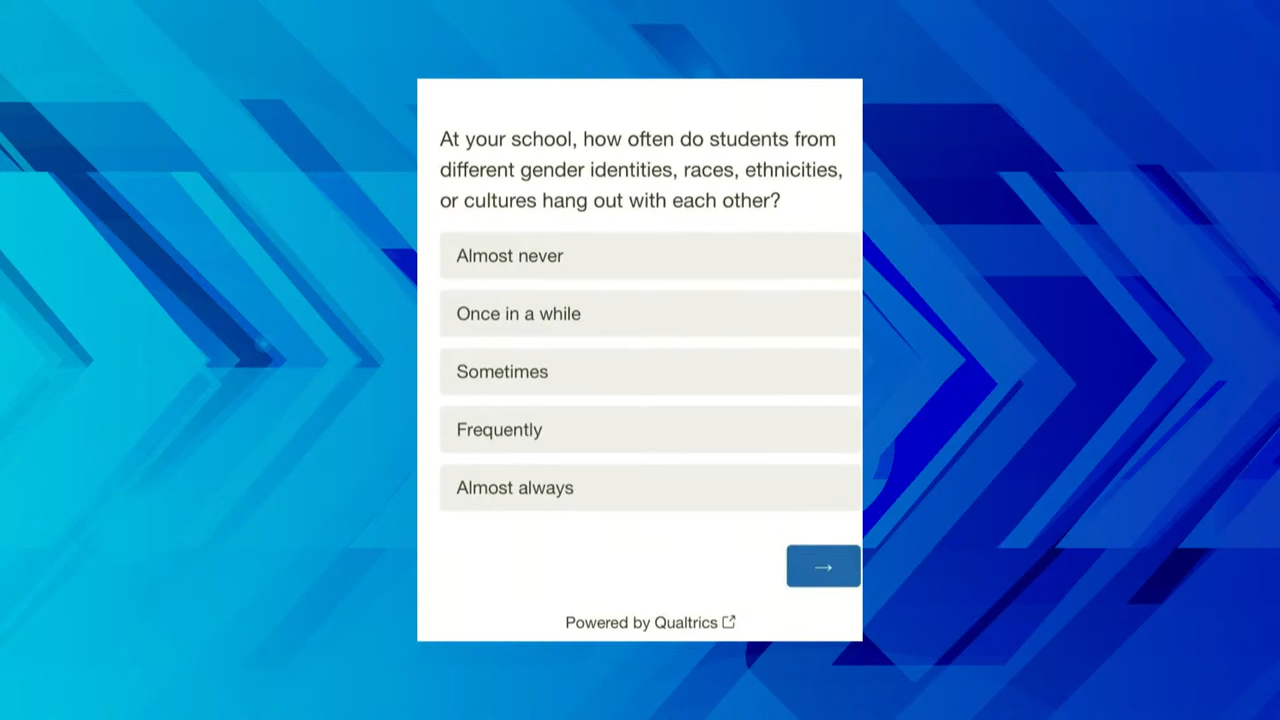 At your school, how often do students from
different gender identities, races, ethnicities,
or cultures hang out with each other?
Almost never
Once in a while
Sometimes
Frequently
Almost always
→
Powered by Qualtrics